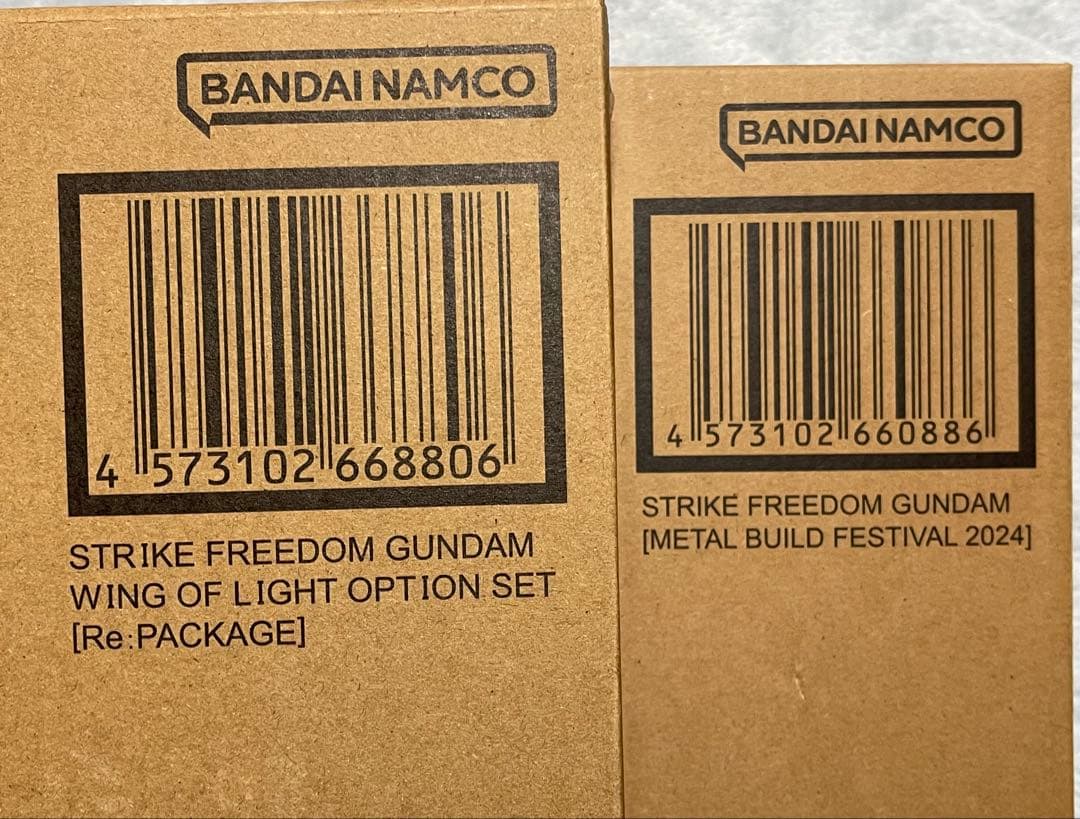 BANDAI NAMCO
4 573102 668806
STRIKE FREEDOM GUNDAM
WING OF LIGHT OPTION SET
[Re:PACKAGE]
BANDAI NAMCO
4 573102 660886
STRIKE FREEDOM GUNDAM
[METAL BUILD FESTIVAL 2024]